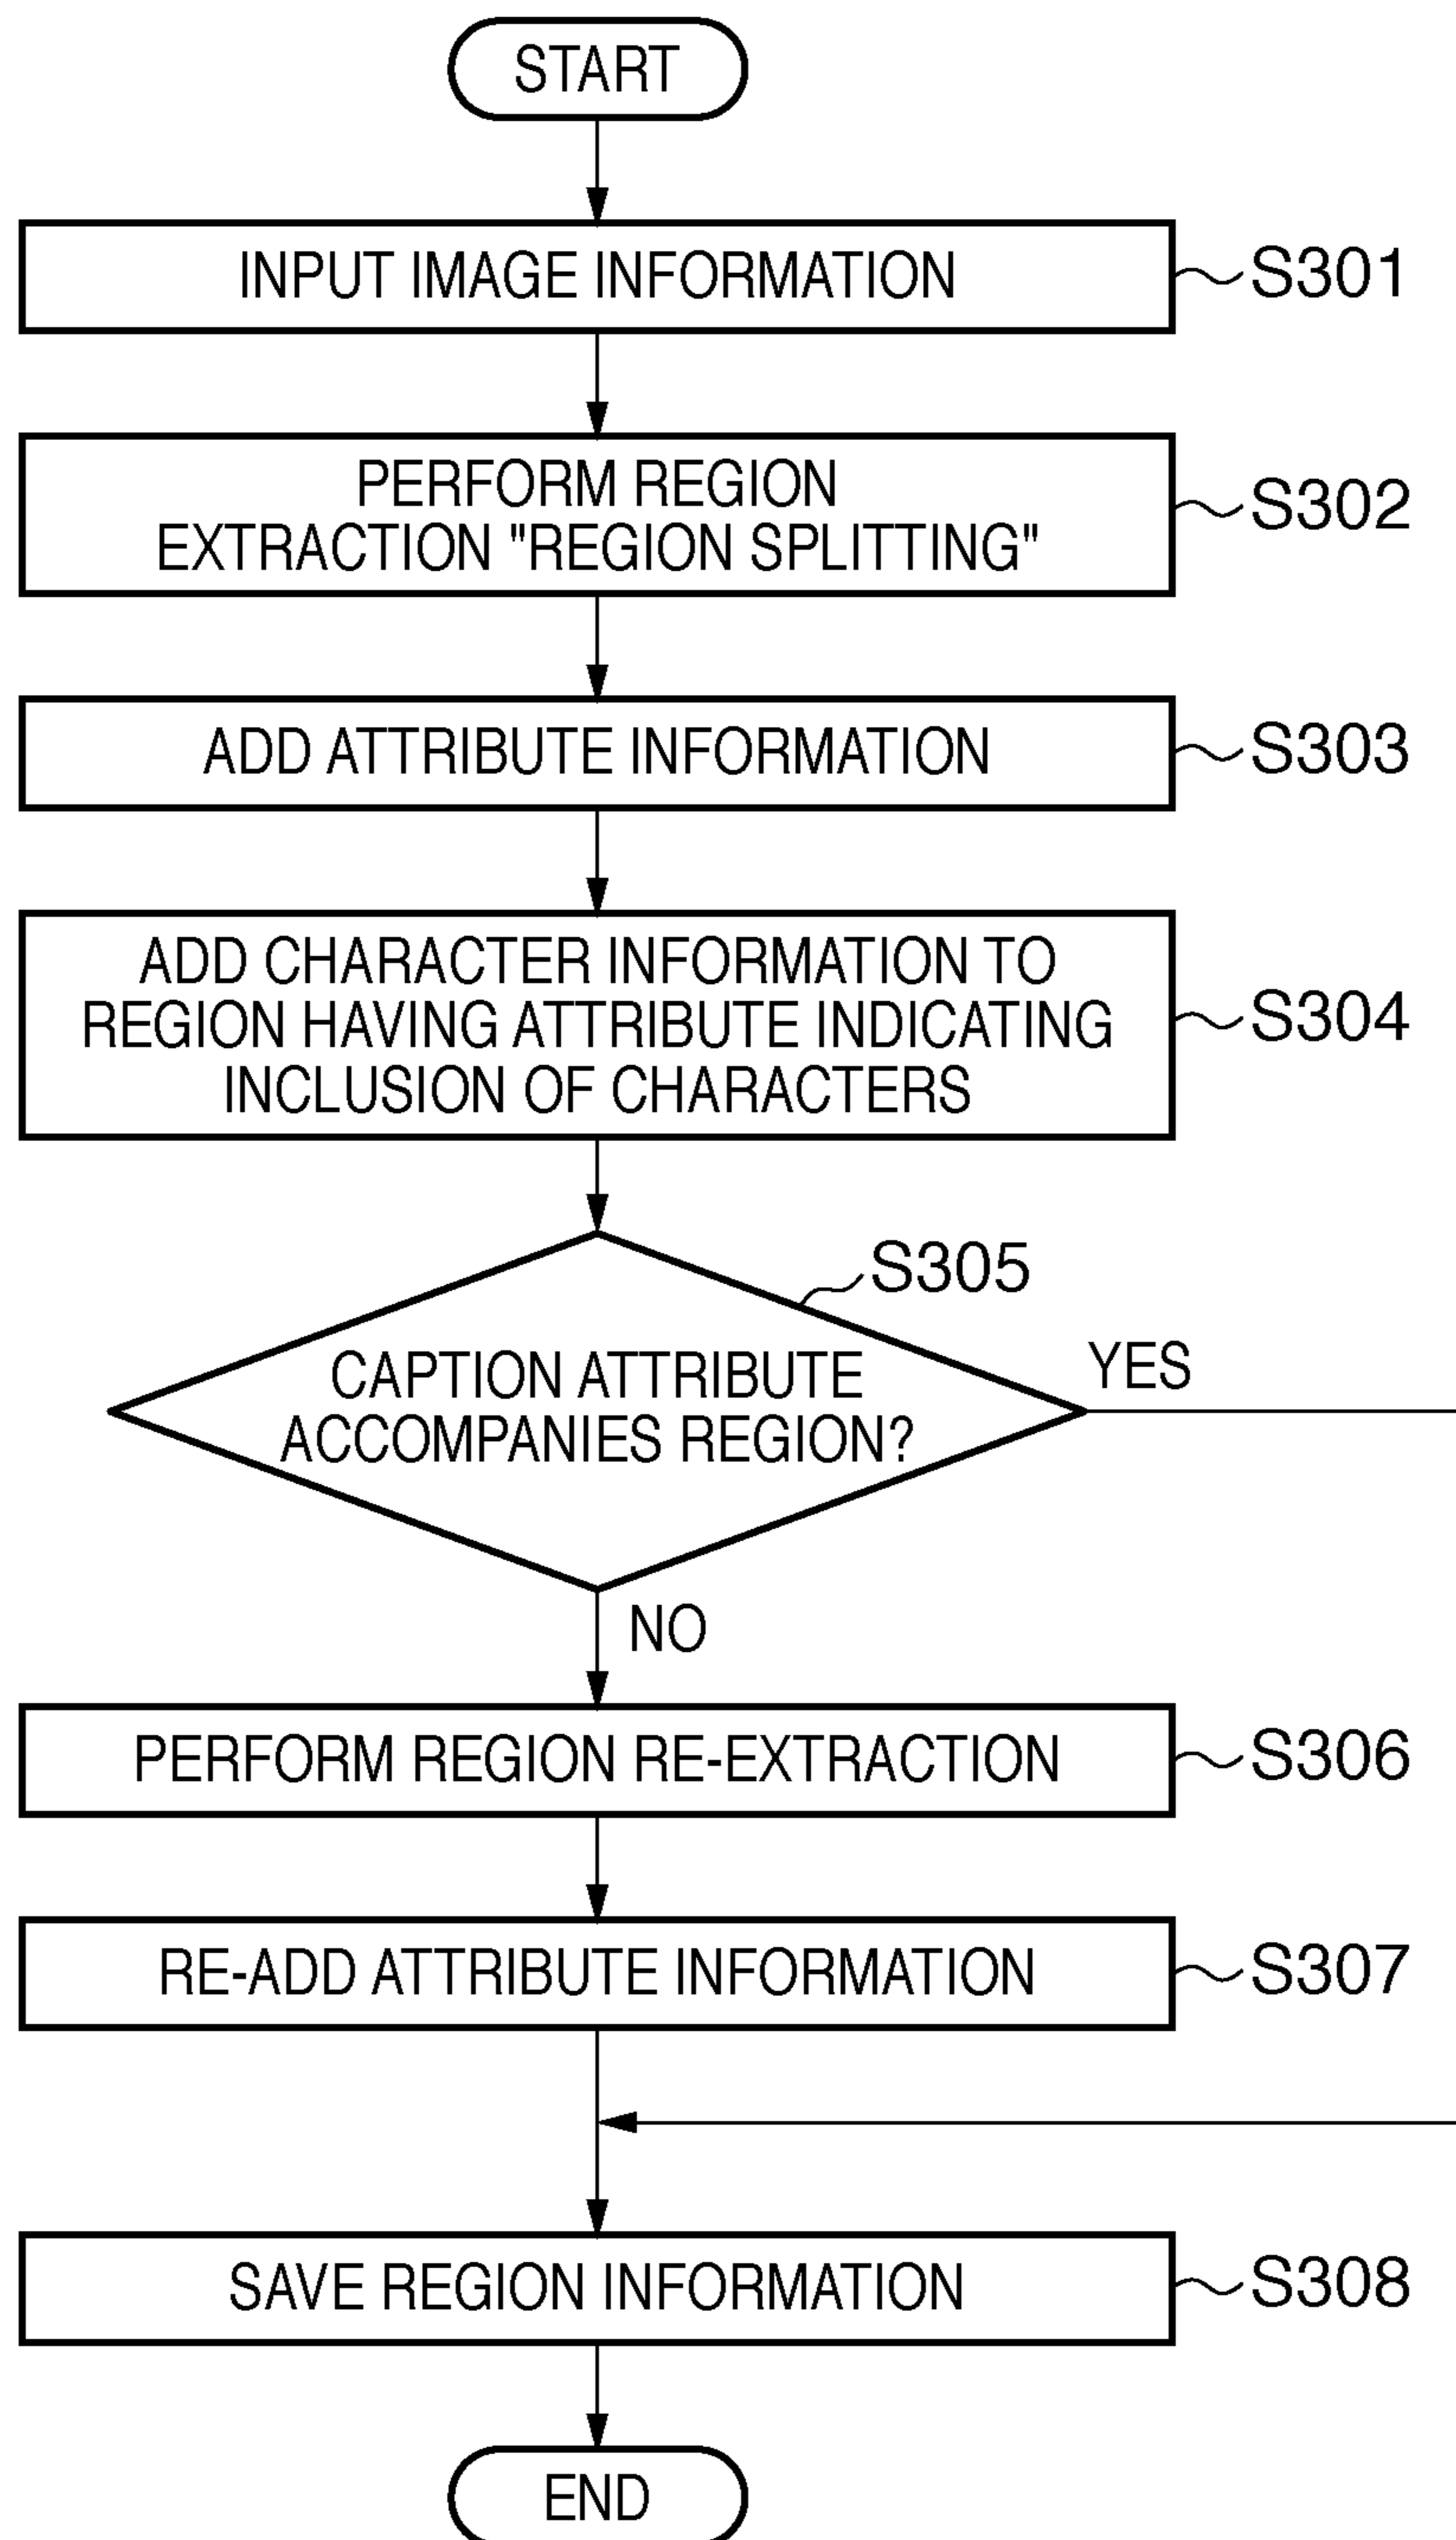 START
INPUT IMAGE INFORMATION
S301
PERFORM REGION
EXTRACTION "REGION SPLITTING"
S302
ADD ATTRIBUTE INFORMATION
S303
ADD CHARACTER INFORMATION TO
REGION HAVING ATTRIBUTE INDICATING
INCLUSION OF CHARACTERS
S304
S305
CAPTION ATTRIBUTE
ACCOMPANIES REGION?
YES
NO
PERFORM REGION RE-EXTRACTION
S306
RE-ADD ATTRIBUTE INFORMATION
S307
SAVE REGION INFORMATION
S308
END